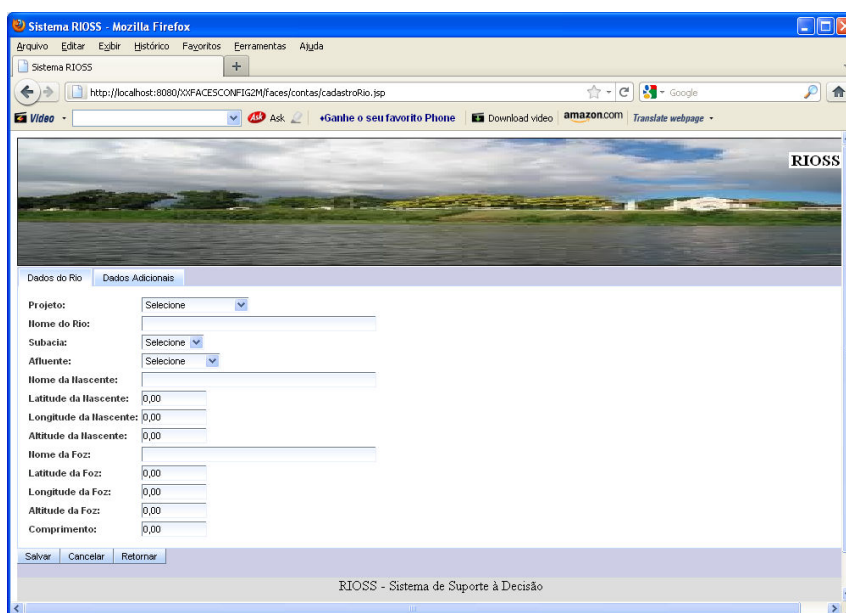 Sistema RIOSS - Mozilla Firefox
Arquivo Editar Exibir Histórico Favoritos Ferramentas Ajuda
Sistema RIOSS
http://localhost:8080/XXFACESCONFIG2M/faces/contas/cadastroRio.jsp Google
Video Ask Ask +Ganhe o seu favorito Phone Download video amazon.com Translate webpage
RIOSS
Dados do Rio Dados Adicionais
Projeto: Selecione
Nome do Rio:
Subacia: Selecione
Afluente: Selecione
Nome da Nascente:
Latitude da Nascente: 0,00
Longitude da Nascente: 0,00
Altitude da Nascente: 0,00
Nome da Foz:
Latitude da Foz: 0,00
Longitude da Foz: 0,00
Altitude da Foz: 0,00
Comprimento: 0,00
Salvar Cancelar Retornar
RIOSS - Sistema de Suporte à Decisão